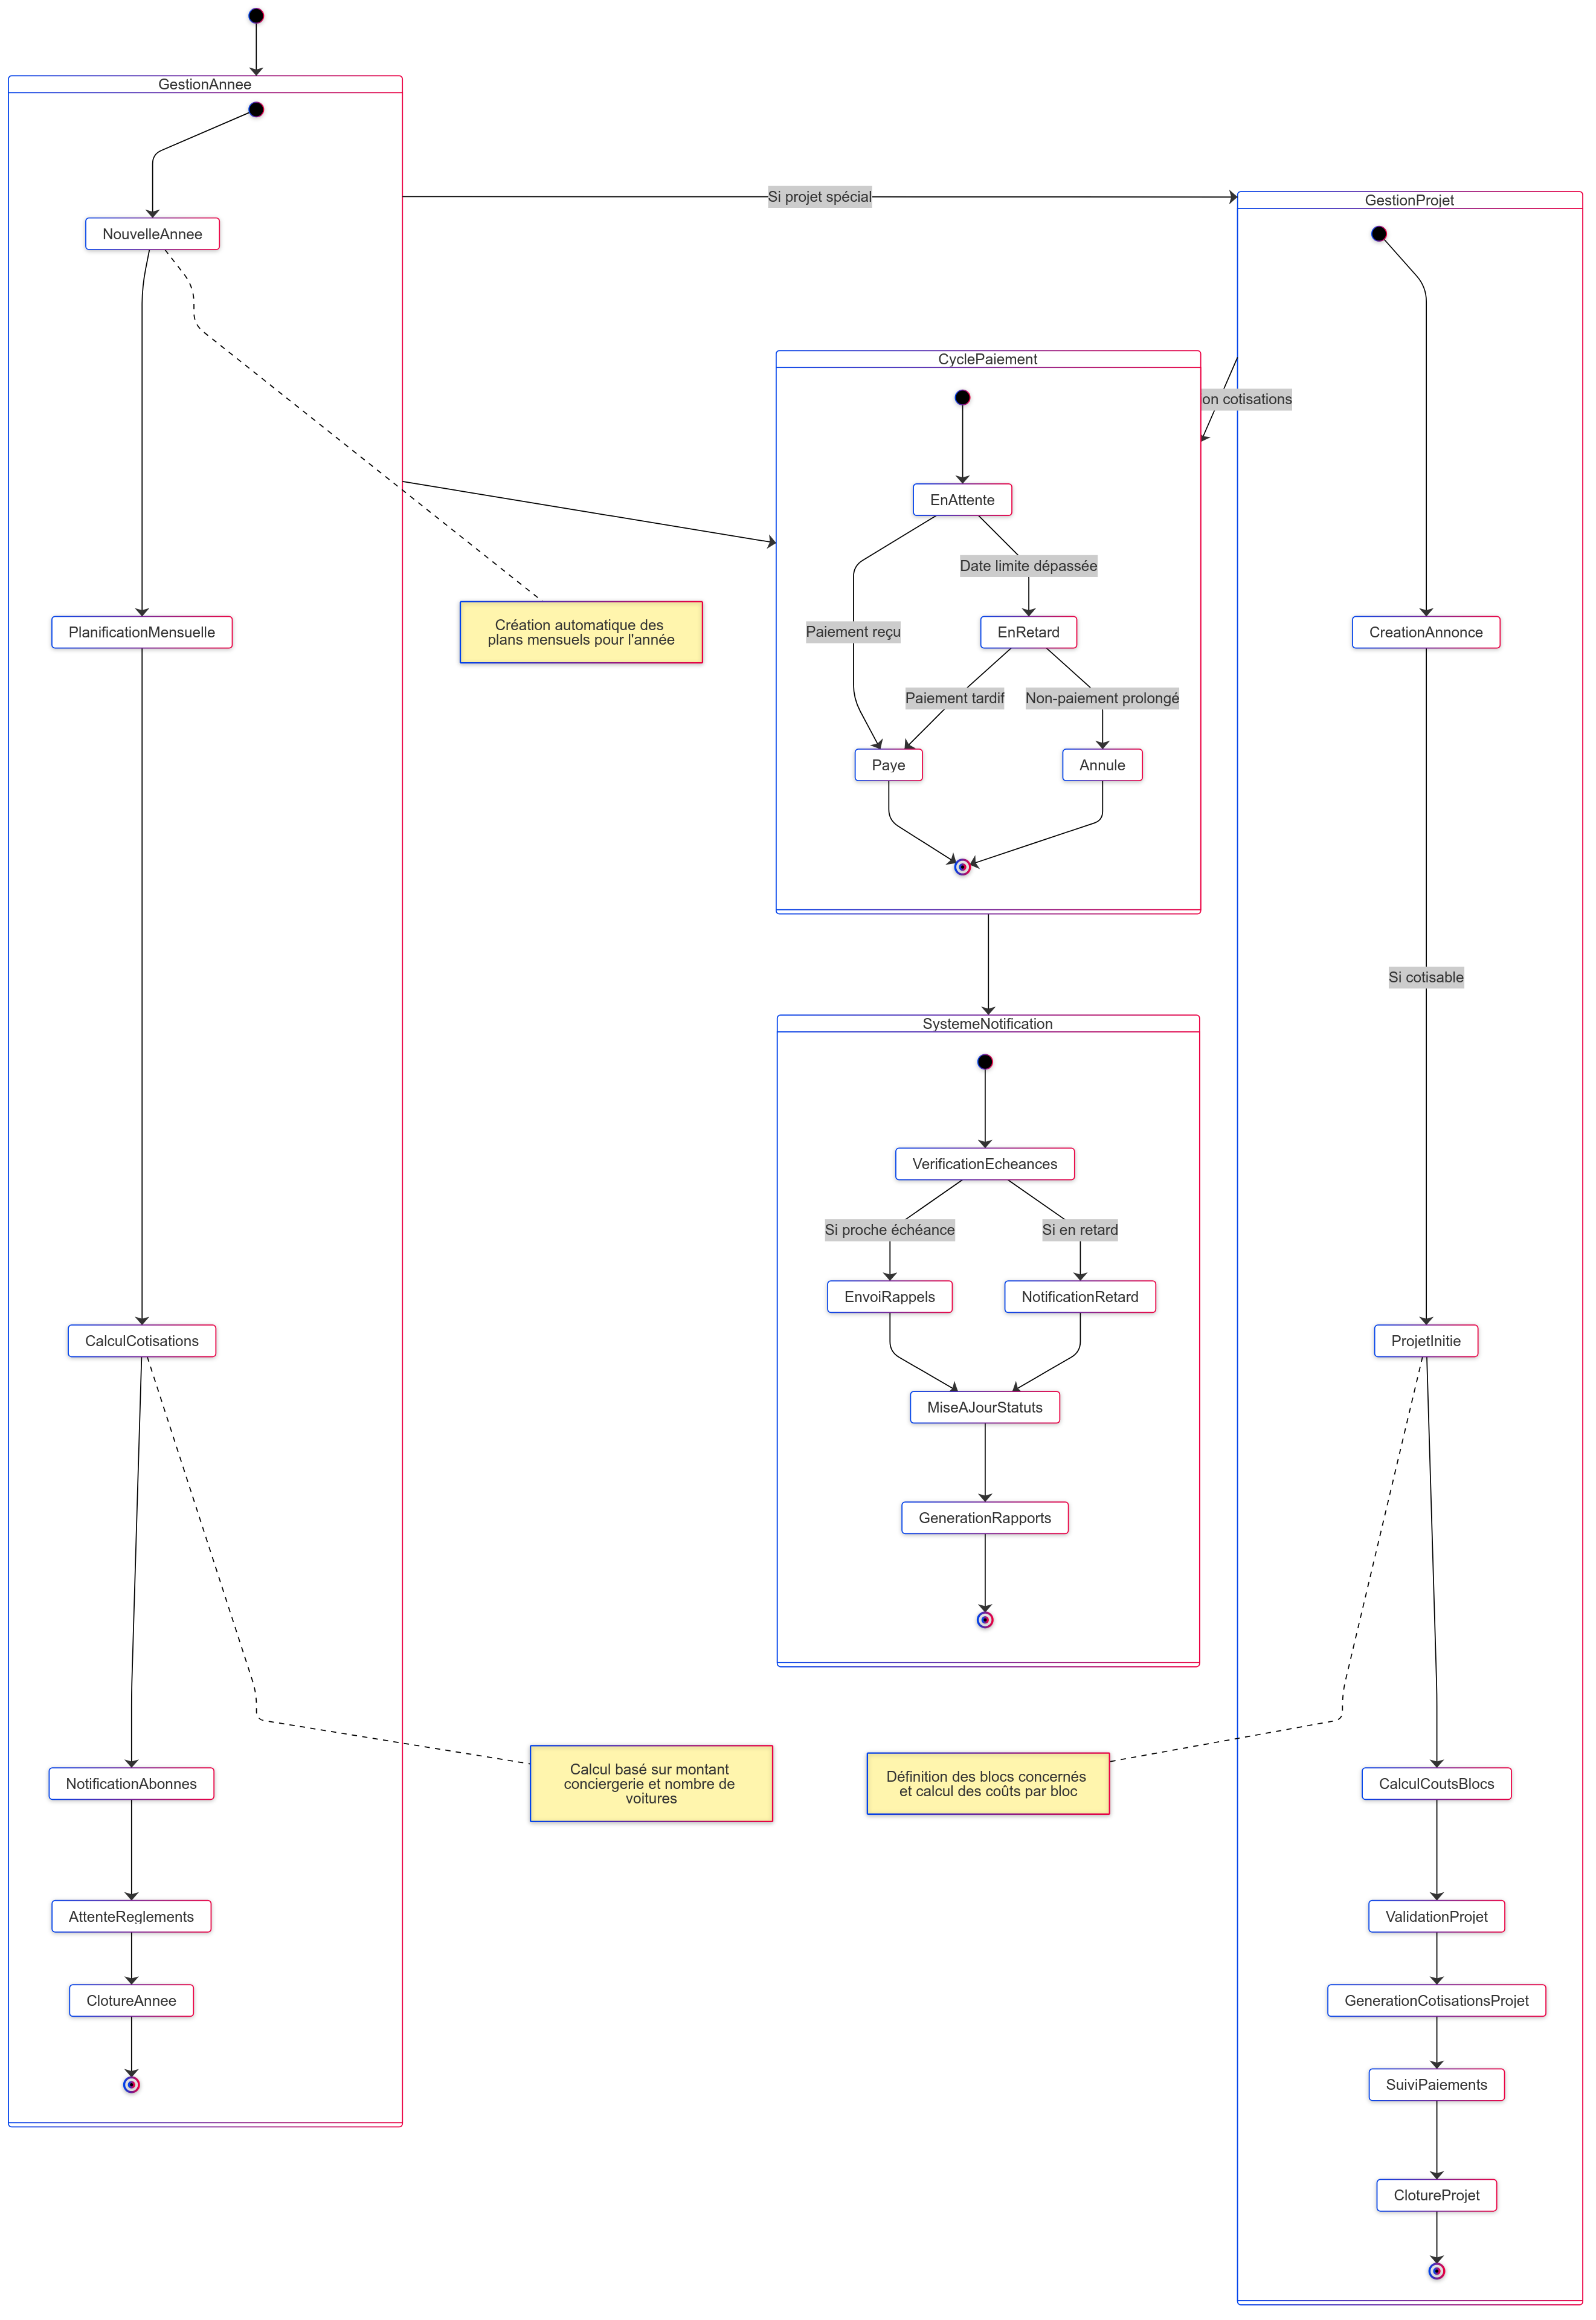 GestionAnnee
NouvelleAnnee
PlanificationMensuelle
CalculCotisations
NotificationAbonnes
AttenteReglements
ClotureAnnee
Si projet spécial
Création automatique des
plans mensuels pour l'année
Calcul basé sur montant
conciergerie et nombre de
voitures
CyclePaiement
EnAttente
Date limite dépassée
Paiement reçu
EnRetard
Paiement tardif
Non-paiement prolongé
Paye
Annule
SystemeNotification
VerificationEcheances
Si proche échéance
Si en retard
EnvoiRappels
NotificationRetard
MiseAJourStatuts
GenerationRapports
Définition des blocs concernés
et calcul des coûts par bloc
on cotisations
GestionProjet
CreationAnnonce
Si cotisable
ProjetInitie
CalculCoutsBlocs
ValidationProjet
GenerationCotisationsProjet
SuiviPaiements
ClotureProjet